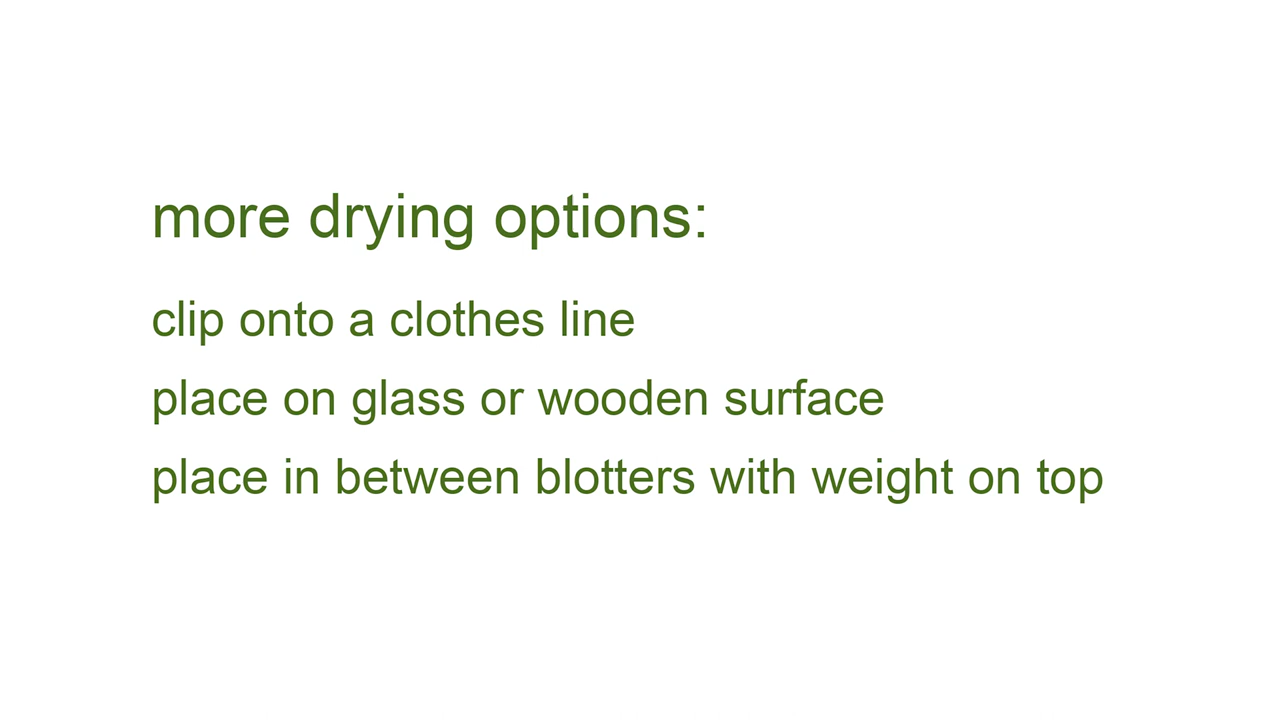 more drying options:
clip onto a clothes line
place on glass or wooden surface
place in between blotters with weight on top